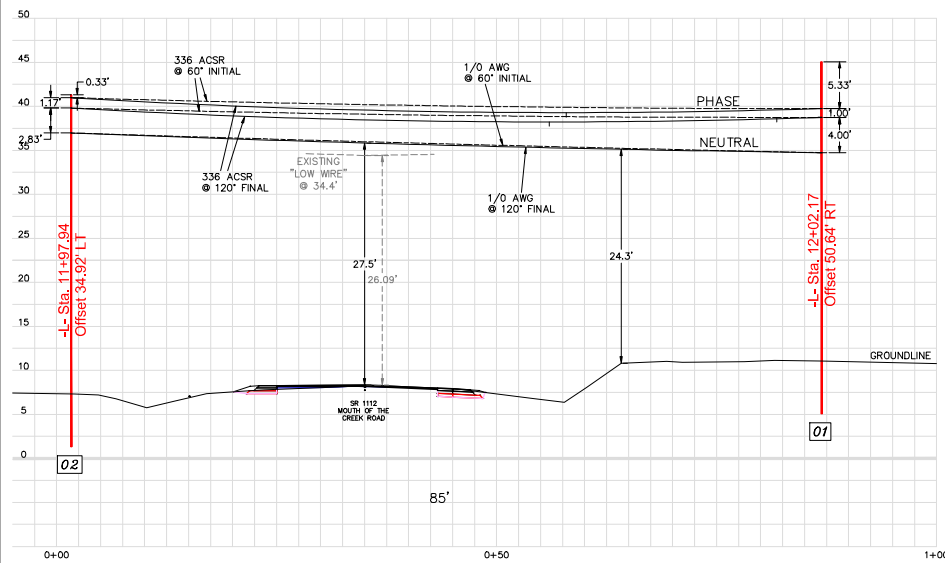 50
45
40
35
30
25
20
15
10
5
0
0.33'
1.17'
2.83'
336 ACSR
@ 60° INITIAL
1/0 AWG
@ 60° INITIAL
PHASE
NEUTRAL
5.33'
1.00'
4.00'
EXISTING
"LOW WIRE"
@ 34.4'
336 ACSR
@ 120° FINAL
1/0 AWG
@ 120° FINAL
-L- Sta. 11+97.94
Offset 34.92' LT
27.5'
26.09'
24.3'
-L- Sta. 12+02.17
Offset 50.64' RT
GROUNDLINE
SR 1112
MOUTH OF THE
CREEK ROAD
02
01
85'
0+00
0+50
1+00